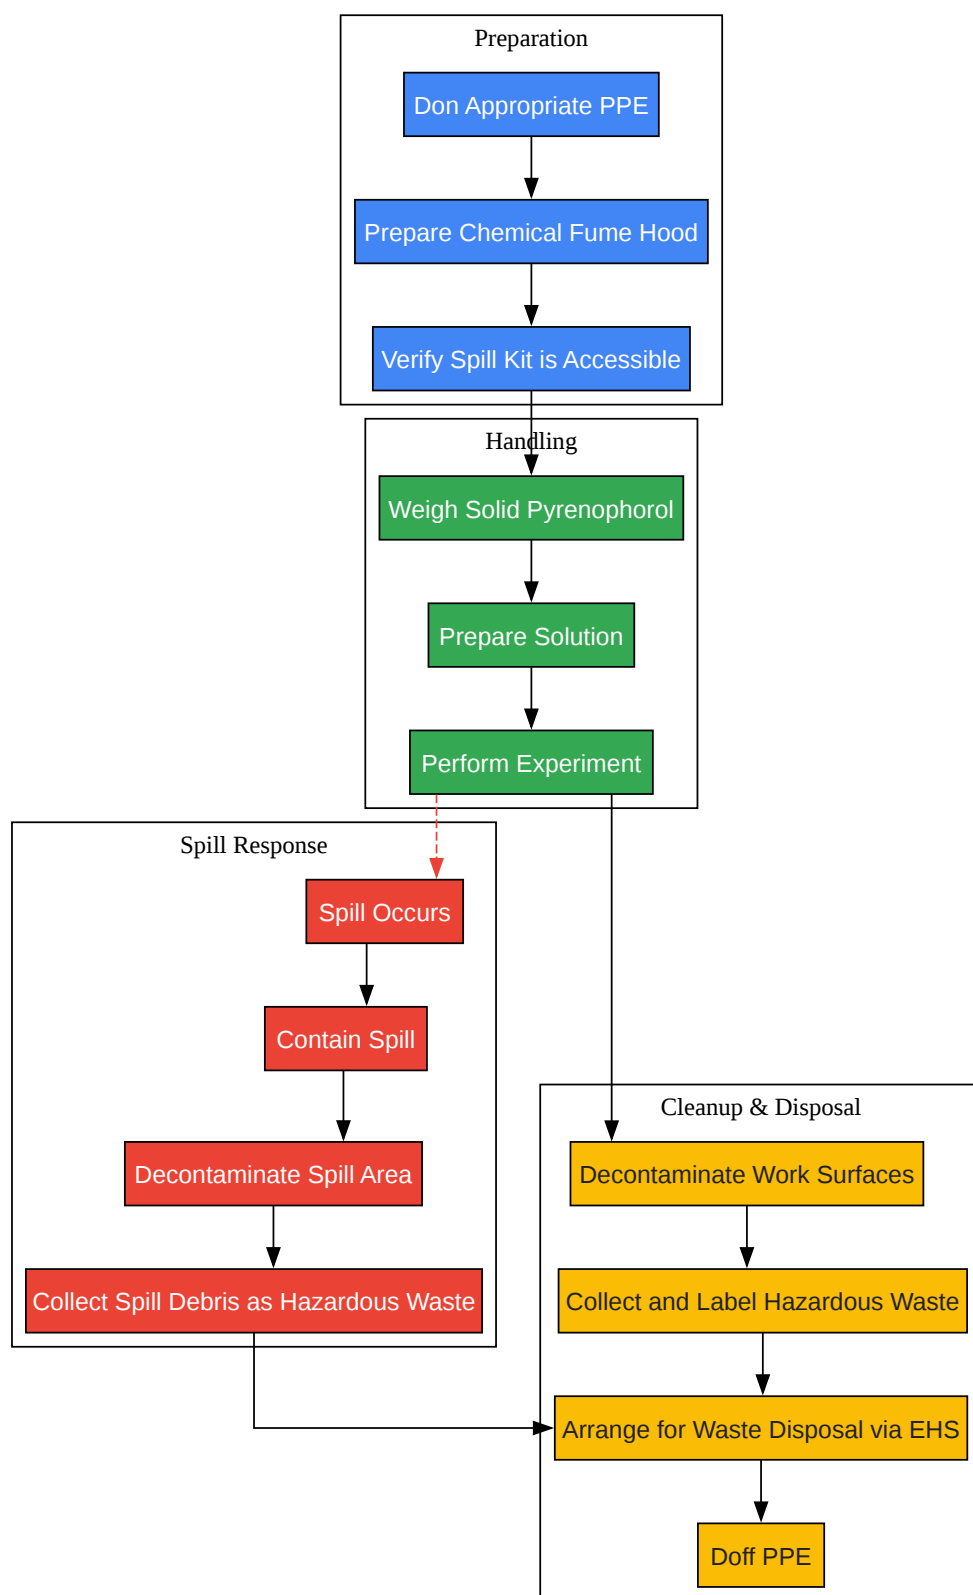 Preparation
Don Appropriate PPE
Prepare Chemical Fume Hood
Verify Spill Kit is Accessible
Handling
Weigh Solid Pyrenophorol
Prepare Solution
Perform Experiment
Spill Response
Spill Occurs
Contain Spill
Decontaminate Spill Area
Collect Spill Debris as Hazardous Waste
Cleanup & Disposal
Decontaminate Work Surfaces
Collect and Label Hazardous Waste
Arrange for Waste Disposal via EHS
Doff PPE